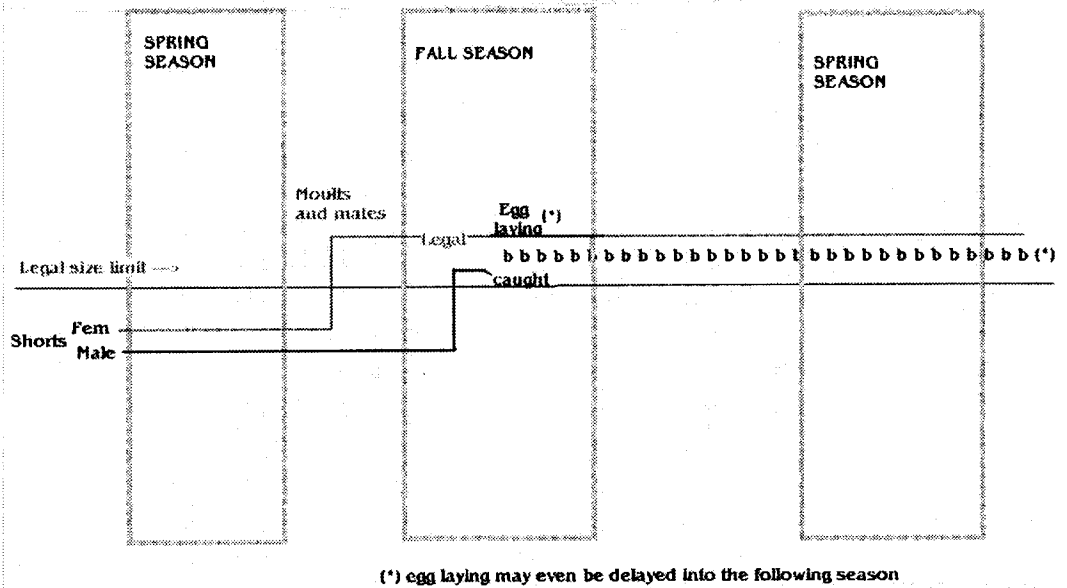 SPRING
SEASON
FALL SEASON
SPRING
SEASON
Moults
and mates
Egg (*)
laying
Legal
b b b b b b b b b b b b b b b b b b b b b b b b b b b b b b b (*)
Legal size limit --->
caught
Shorts Fem
Male
(*) egg laying may even be delayed into the following season